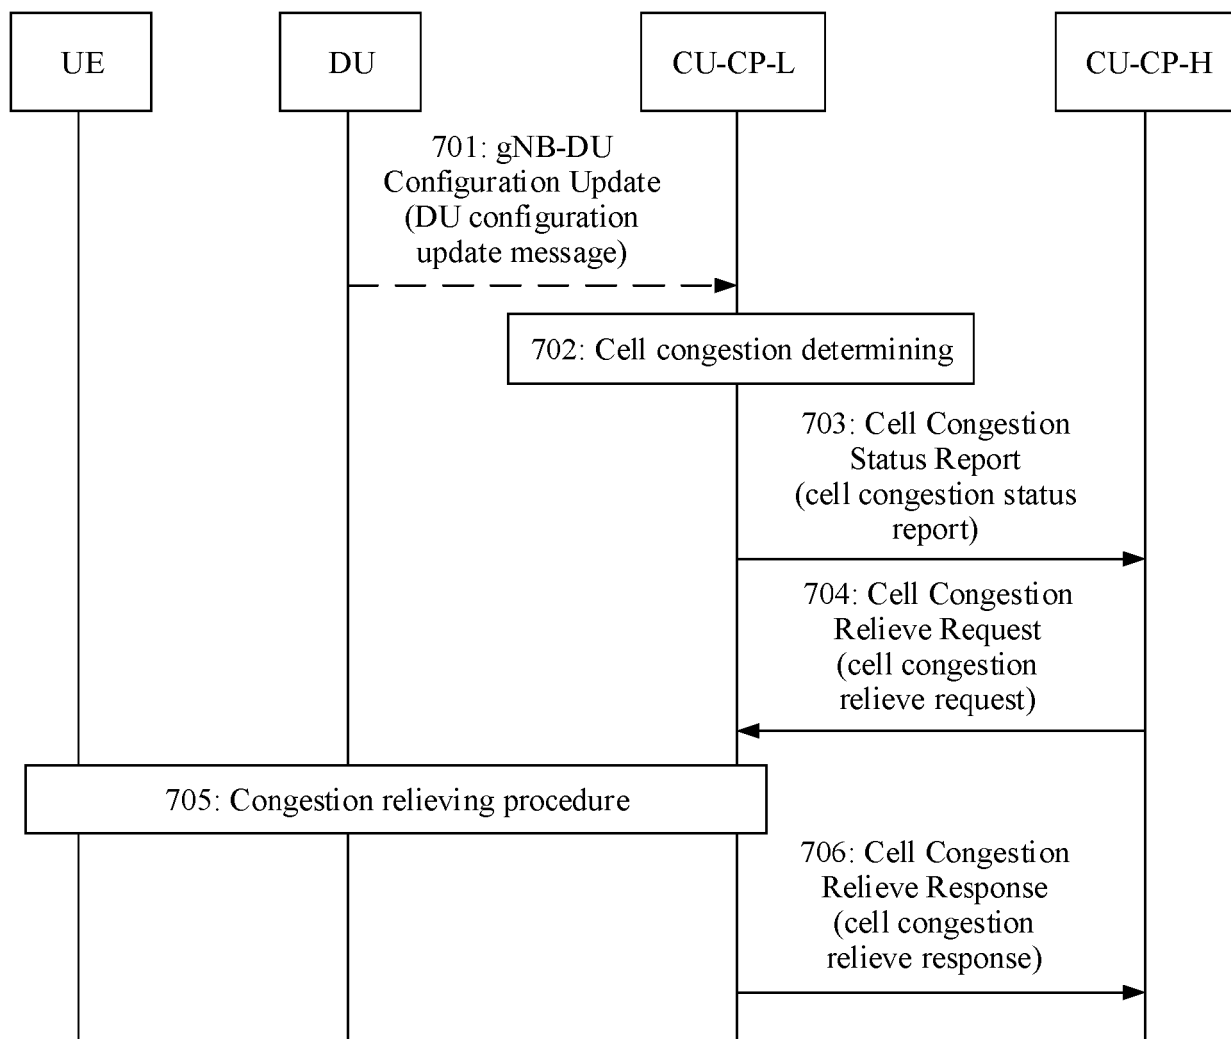 UE
DU
CU-CP-L
CU-CP-H
701: gNB-DU
Configuration Update
(DU configuration
update message)
702: Cell congestion determining
703: Cell Congestion
Status Report
(cell congestion status
report)
704: Cell Congestion
Relieve Request
(cell congestion
relieve request)
705: Congestion relieving procedure
706: Cell Congestion
Relieve Response
(cell congestion
relieve response)